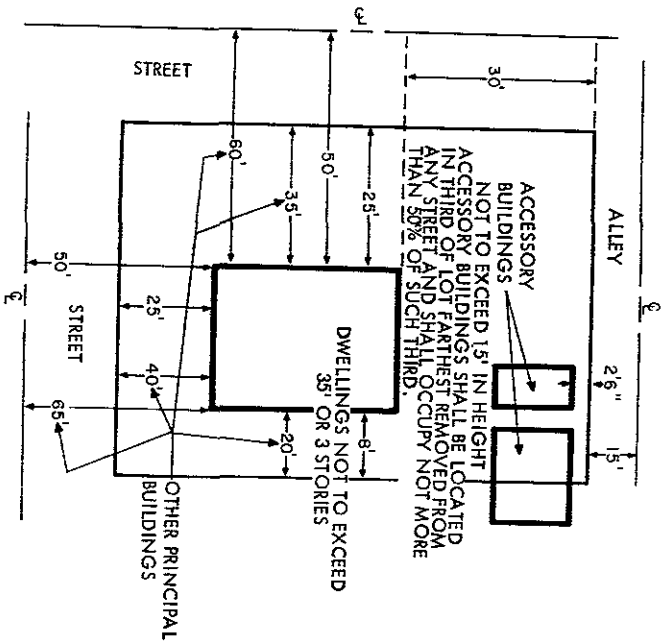 ℄
STREET
30'
60'
50'
35'
25'
ALLEY
℄
ACCESSORY
BUILDINGS
NOT TO EXCEED 15' IN HEIGHT
ACCESSORY BUILDINGS SHALL BE LOCATED
IN THIRD OF LOT FARTHEST REMOVED FROM
ANY STREET AND SHALL OCCUPY NOT MORE
THAN 50% OF SUCH THIRD.
2'6"
15'
50'
25'
STREET
℄
40'
65'
DWELLINGS NOT TO EXCEED
35' OR 3 STORIES
20'
8'
OTHER PRINCIPAL
BUILDINGS